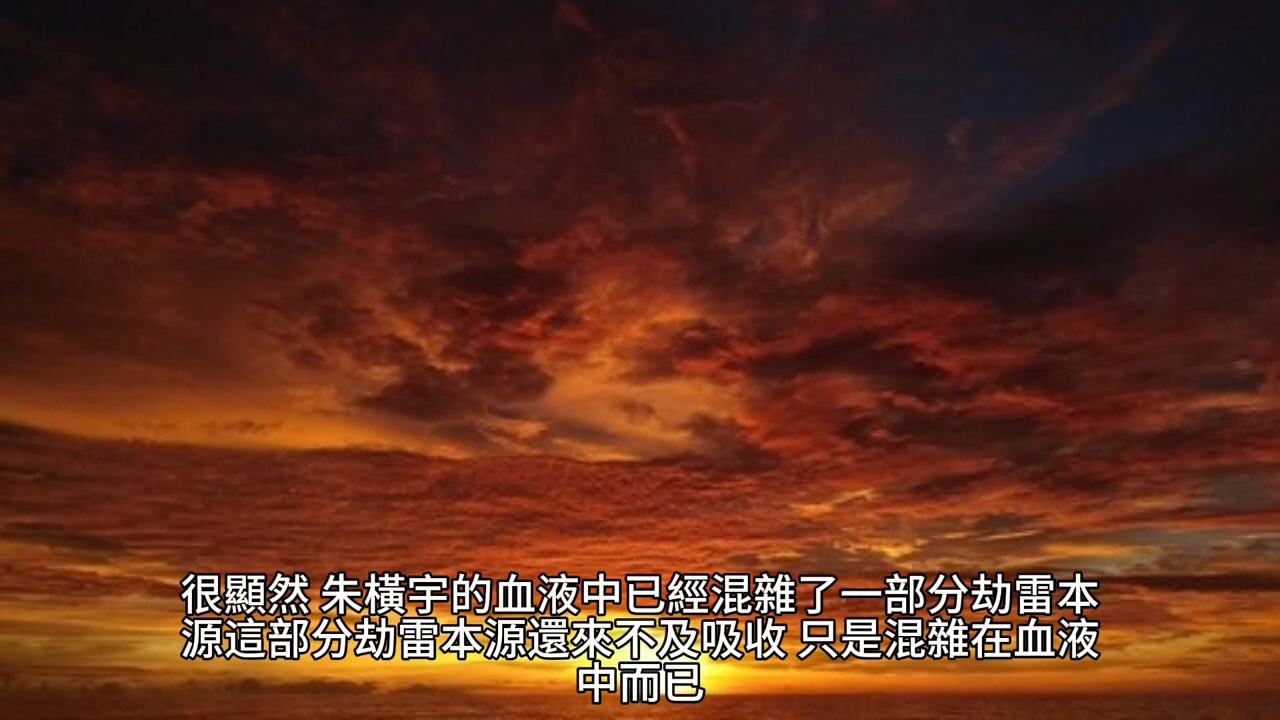 很顯然 朱橫宇的血液中已經混雜了一部分劫雷本
源這部分劫雷本源還來不及吸收 只是混雜在血液
中而已